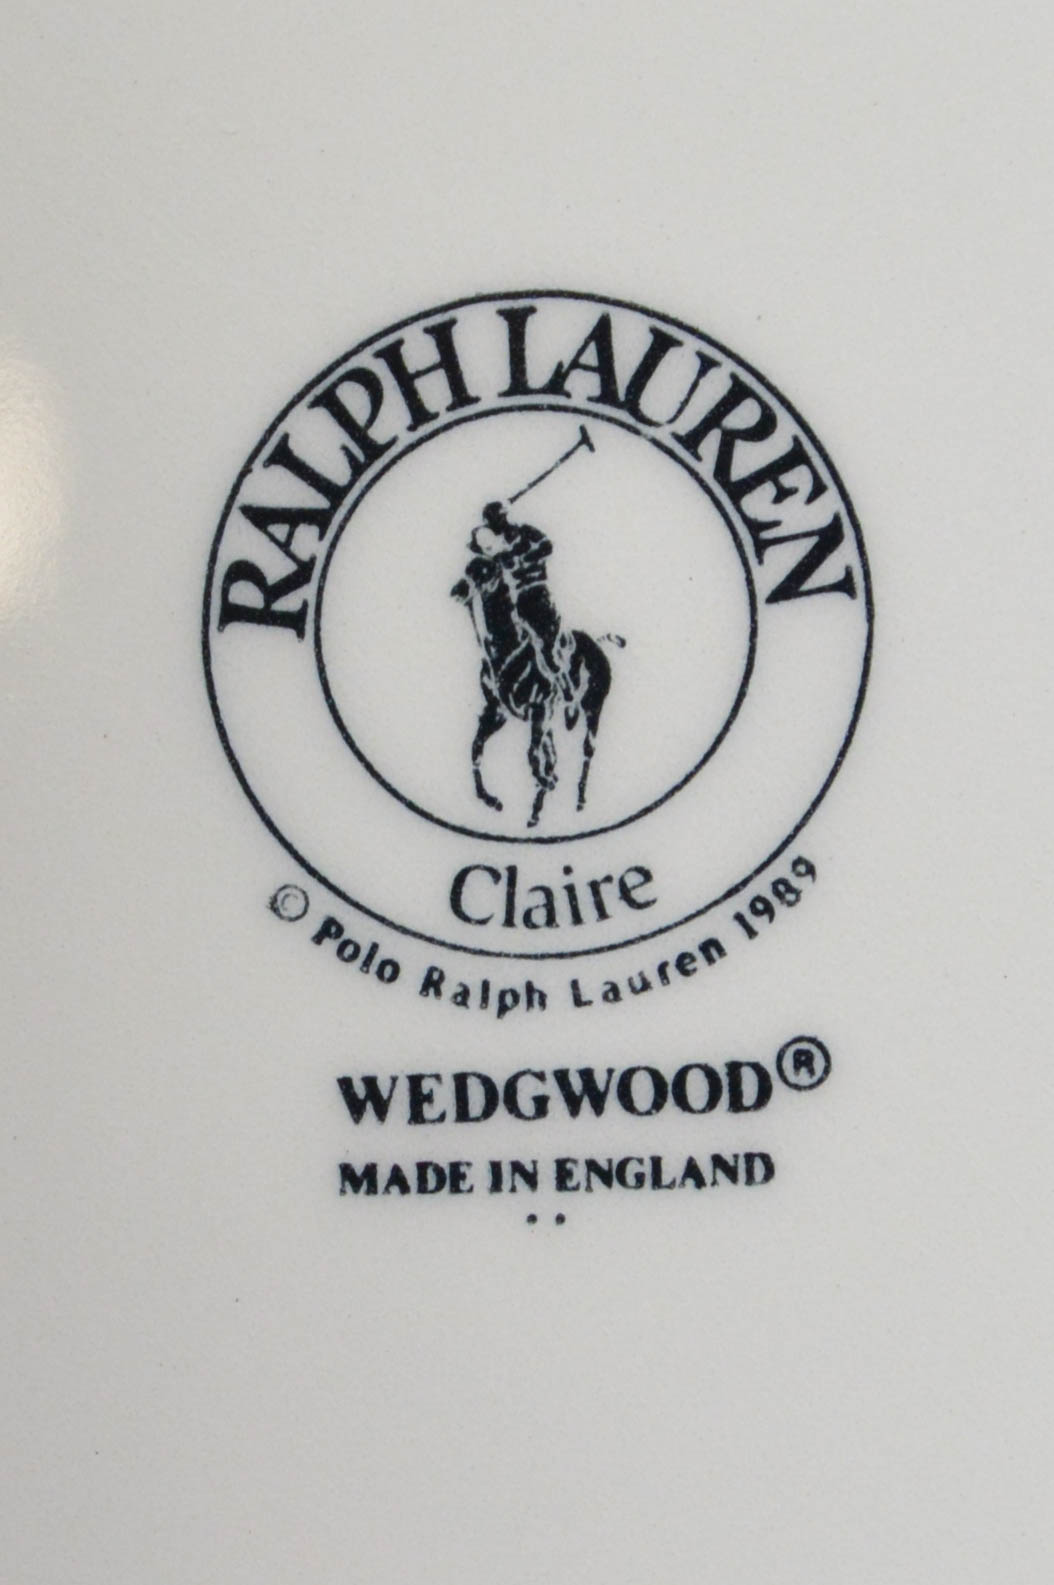 RALPH LAUREN
Claire
© Polo Ralph Lauren 1989
WEDGWOOD®
MADE IN ENGLAND